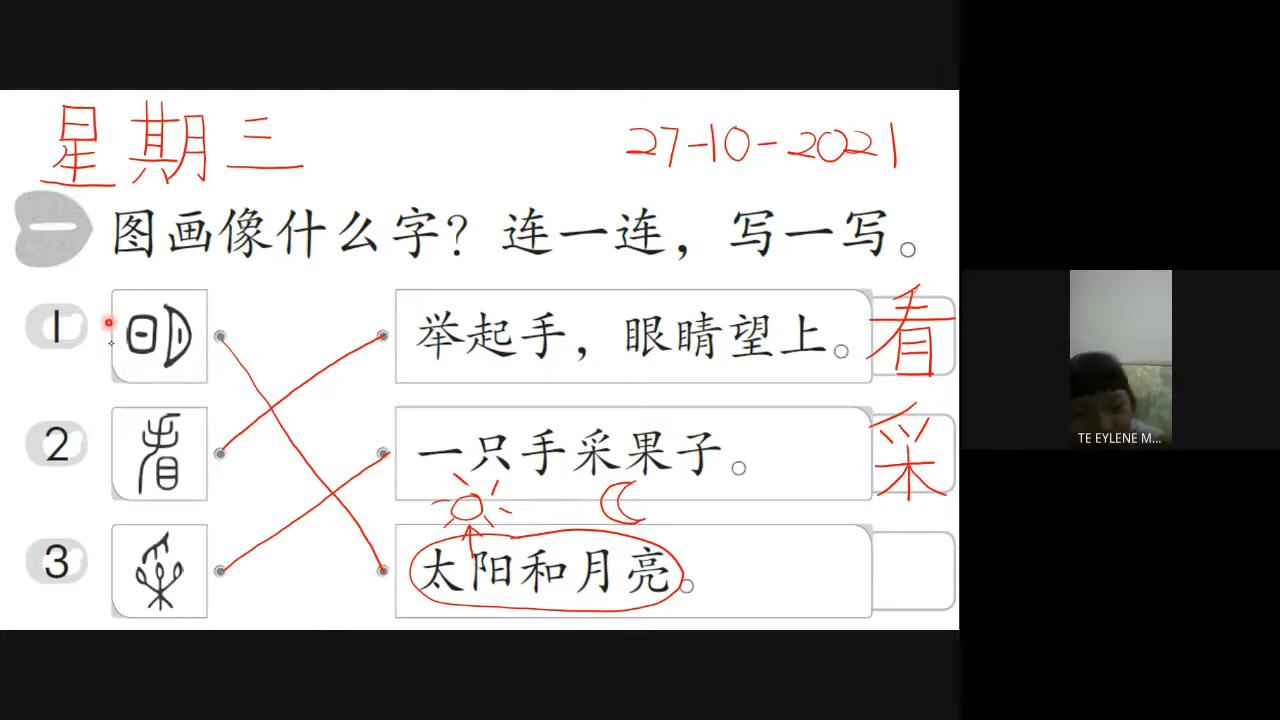 星期三 27-10-2021
一 图画像什么字？连一连，写一写。
1 举起手，眼睛望上。 看
2 一只手采果子。 采
3 太阳和月亮。
TE EYLENE M...